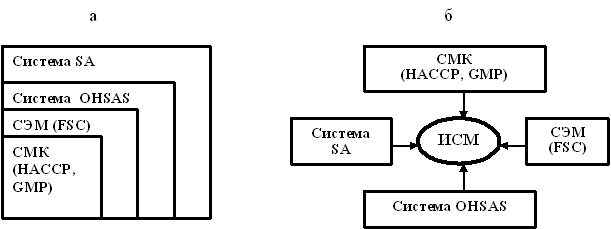 а
Система SA
Система OHSAS
СЭМ (FSC)
СМК
(HACCP,
GMP)
б
СМК
(HACCP, GMP)
Система
SA
ИСМ
СЭМ
(FSC)
Система OHSAS